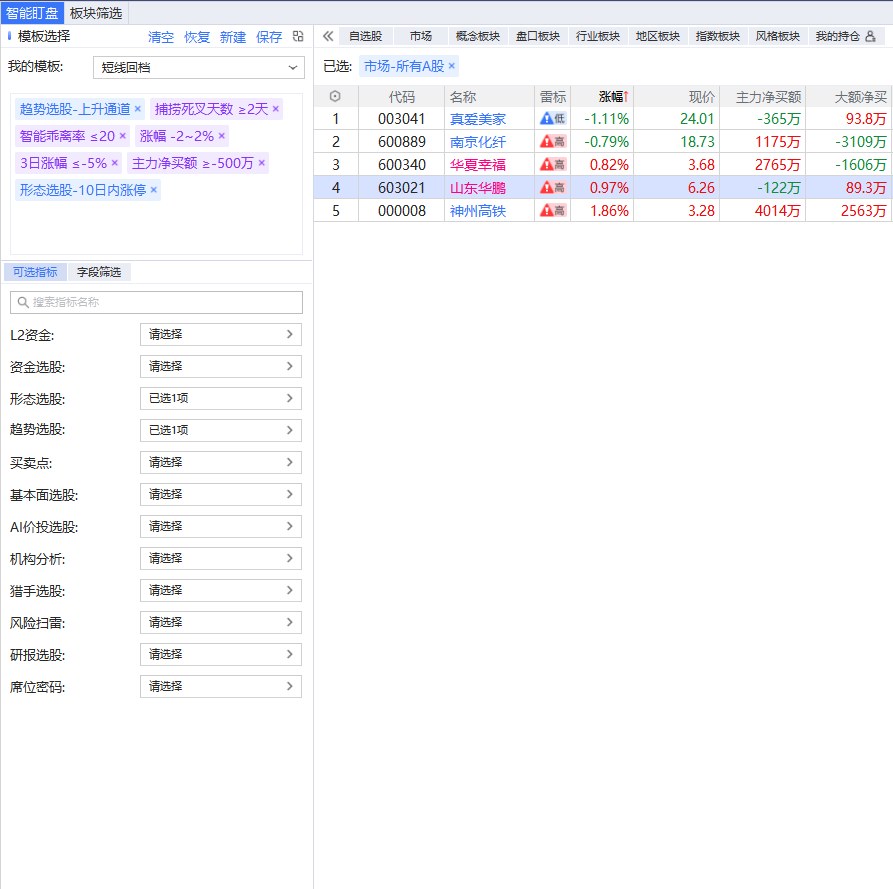 智能盯盘 板块筛选
模板选择 清空 恢复 新建 保存
自选股 市场 概念板块 盘口板块 行业板块 地区板块 指数板块 风格板块 我的持仓
我的模板: 短线回档
已选: 市场-所有A股 ×
趋势选股-上升通道 × 捕捞死叉天数 ≥2天 ×
智能乖离率 ≤20 × 涨幅 -2~2% ×
3日涨幅 ≤-5% × 主力净买额 ≥-500万 ×
形态选股-10日内涨停 ×
代码 名称 雷标 涨幅↑ 现价 主力净买额 大额净买
1 003041 真爱美家 低 -1.11% 24.01 -365万 93.8万
2 600889 南京化纤 高 -0.79% 18.73 1175万 -3109万
3 600340 华夏幸福 高 0.82% 3.68 2765万 -1606万
4 603021 山东华鹏 高 0.97% 6.26 -122万 89.3万
5 000008 神州高铁 高 1.86% 3.28 4014万 2563万
可选指标 字段筛选
搜索指标名称
L2资金: 请选择
资金选股: 请选择
形态选股: 已选1项
趋势选股: 已选1项
买卖点: 请选择
基本面选股: 请选择
AI价投选股: 请选择
机构分析: 请选择
猎手选股: 请选择
风险扫雷: 请选择
研报选股: 请选择
席位密码: 请选择